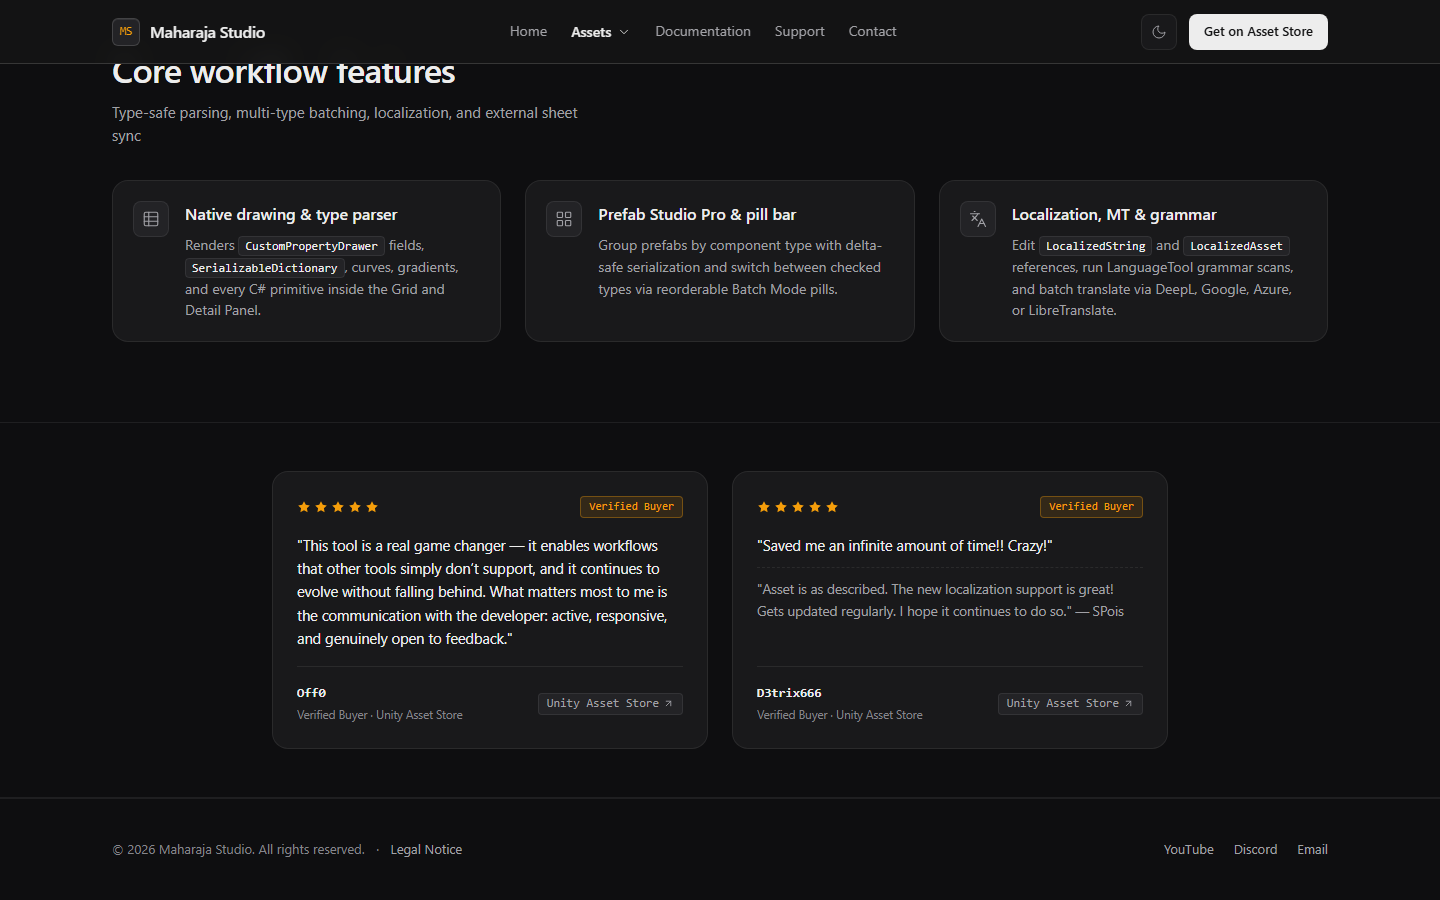 MS Maharaja Studio Home Assets Documentation Support Contact Get on Asset Store
Core workflow features
Type-safe parsing, multi-type batching, localization, and external sheet
sync
Native drawing & type parser
Renders CustomPropertyDrawer fields,
SerializableDictionary, curves, gradients,
and every C# primitive inside the Grid and
Detail Panel.
Prefab Studio Pro & pill bar
Group prefabs by component type with delta-
safe serialization and switch between checked
types via reorderable Batch Mode pills.
Localization, MT & grammar
Edit LocalizedString and LocalizedAsset
references, run LanguageTool grammar scans,
and batch translate via DeepL, Google, Azure,
or LibreTranslate.
Verified Buyer
"This tool is a real game changer — it enables workflows
that other tools simply don’t support, and it continues to
evolve without falling behind. What matters most to me is
the communication with the developer: active, responsive,
and genuinely open to feedback."
Off0
Verified Buyer · Unity Asset Store
Unity Asset Store ↗
Verified Buyer
"Saved me an infinite amount of time!! Crazy!"
"Asset is as described. The new localization support is great!
Gets updated regularly. I hope it continues to do so." — SPois
D3trix666
Verified Buyer · Unity Asset Store
Unity Asset Store ↗
© 2026 Maharaja Studio. All rights reserved. · Legal Notice
YouTube Discord Email